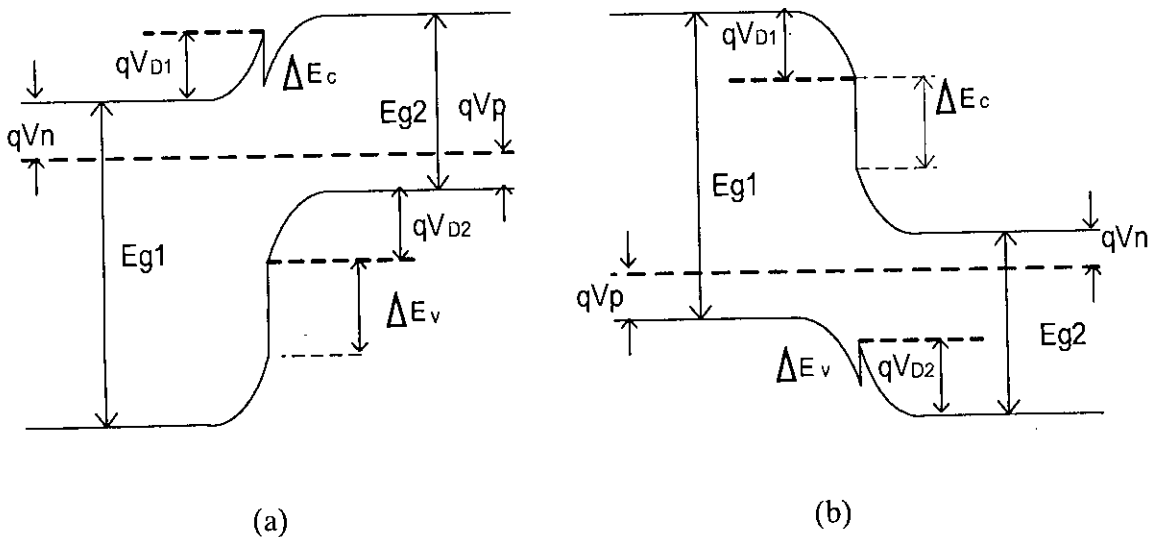 qVD1
ΔEc
qVn
Eg2
qVp
Eg1
qVD2
ΔEv
(a)
qVD1
ΔEc
Eg1
qVn
qVp
ΔEv
qVD2
Eg2
(b)